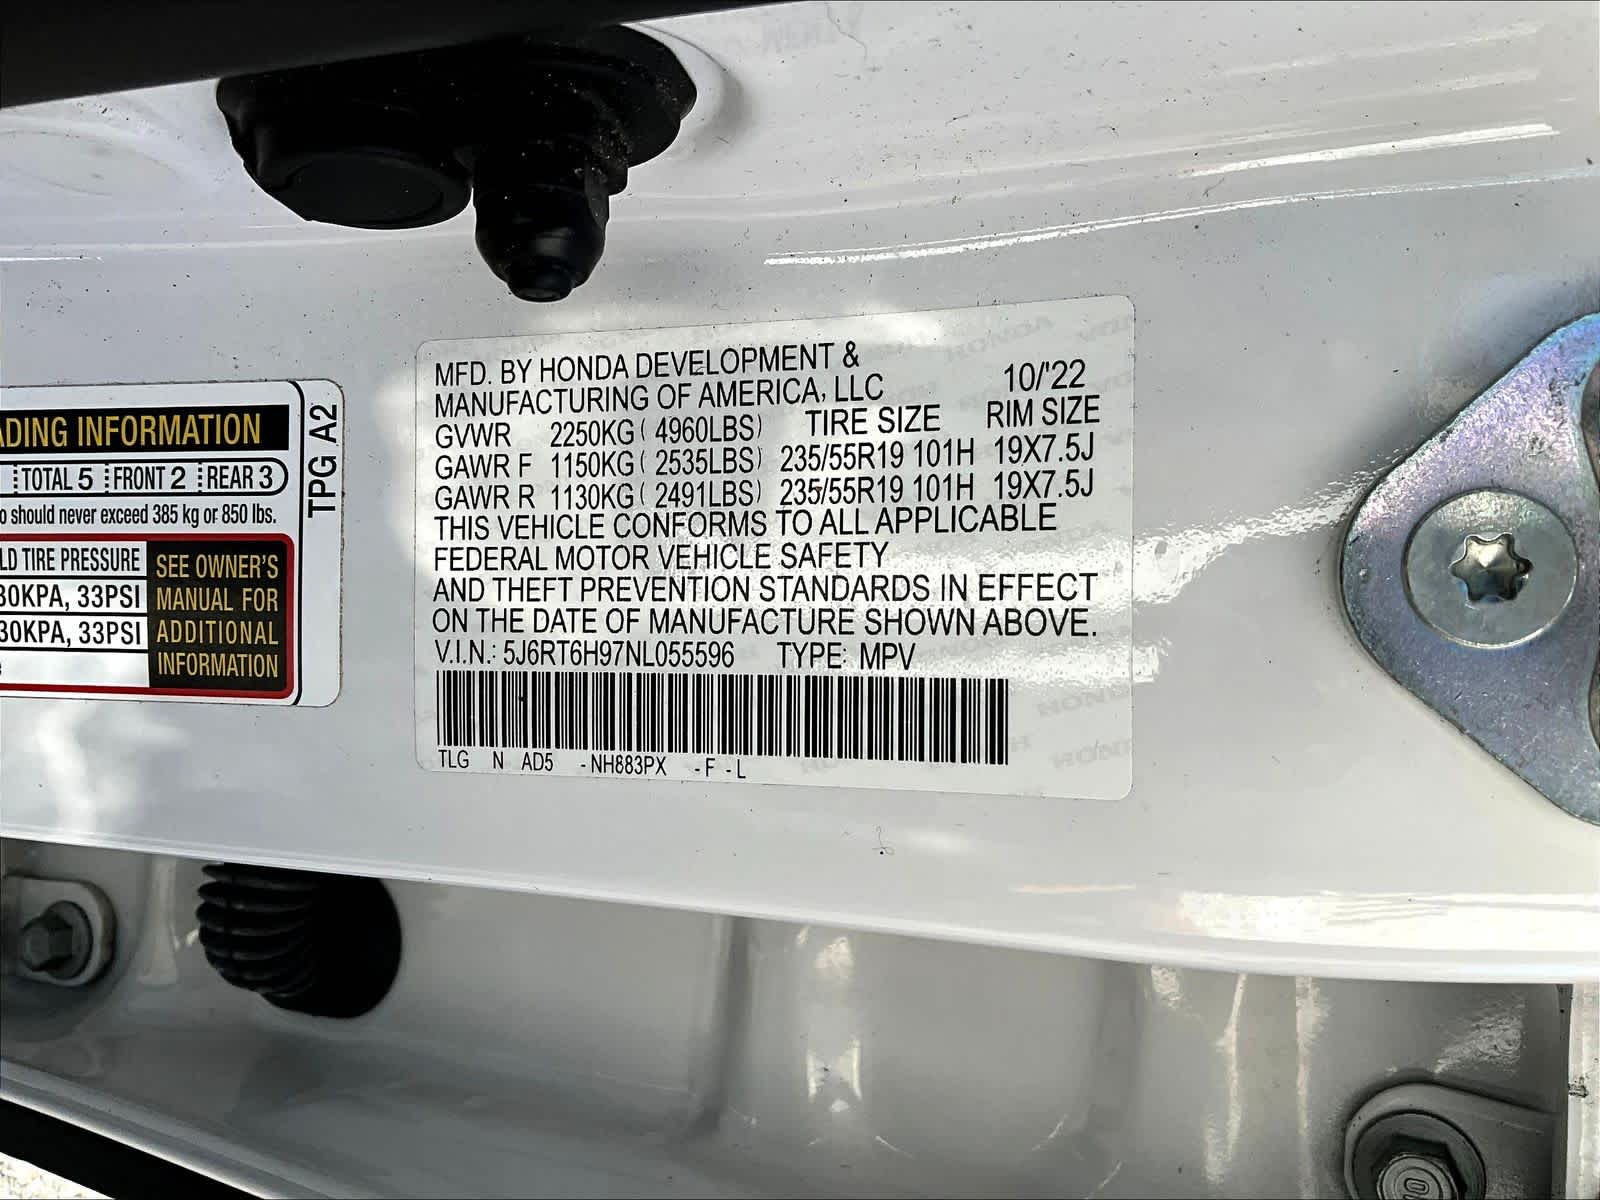 ADING INFORMATION
TOTAL 5 FRONT 2 REAR 3
should never exceed 385 kg or 850 lbs.
LD TIRE PRESSURE
30KPA, 33PSI
30KPA, 33PSI
SEE OWNER'S
MANUAL FOR
ADDITIONAL
INFORMATION
TPG A2
MFD. BY HONDA DEVELOPMENT &
MANUFACTURING OF AMERICA, LLC 10/'22
GVWR 2250KG ( 4960LBS) TIRE SIZE RIM SIZE
GAWR F 1150KG ( 2535LBS) 235/55R19 101H 19X7.5J
GAWR R 1130KG ( 2491LBS) 235/55R19 101H 19X7.5J
THIS VEHICLE CONFORMS TO ALL APPLICABLE
FEDERAL MOTOR VEHICLE SAFETY
AND THEFT PREVENTION STANDARDS IN EFFECT
ON THE DATE OF MANUFACTURE SHOWN ABOVE.
V.I.N.: 5J6RT6H97NL055596 TYPE: MPV
TLG N AD5 - NH883PX - F - L